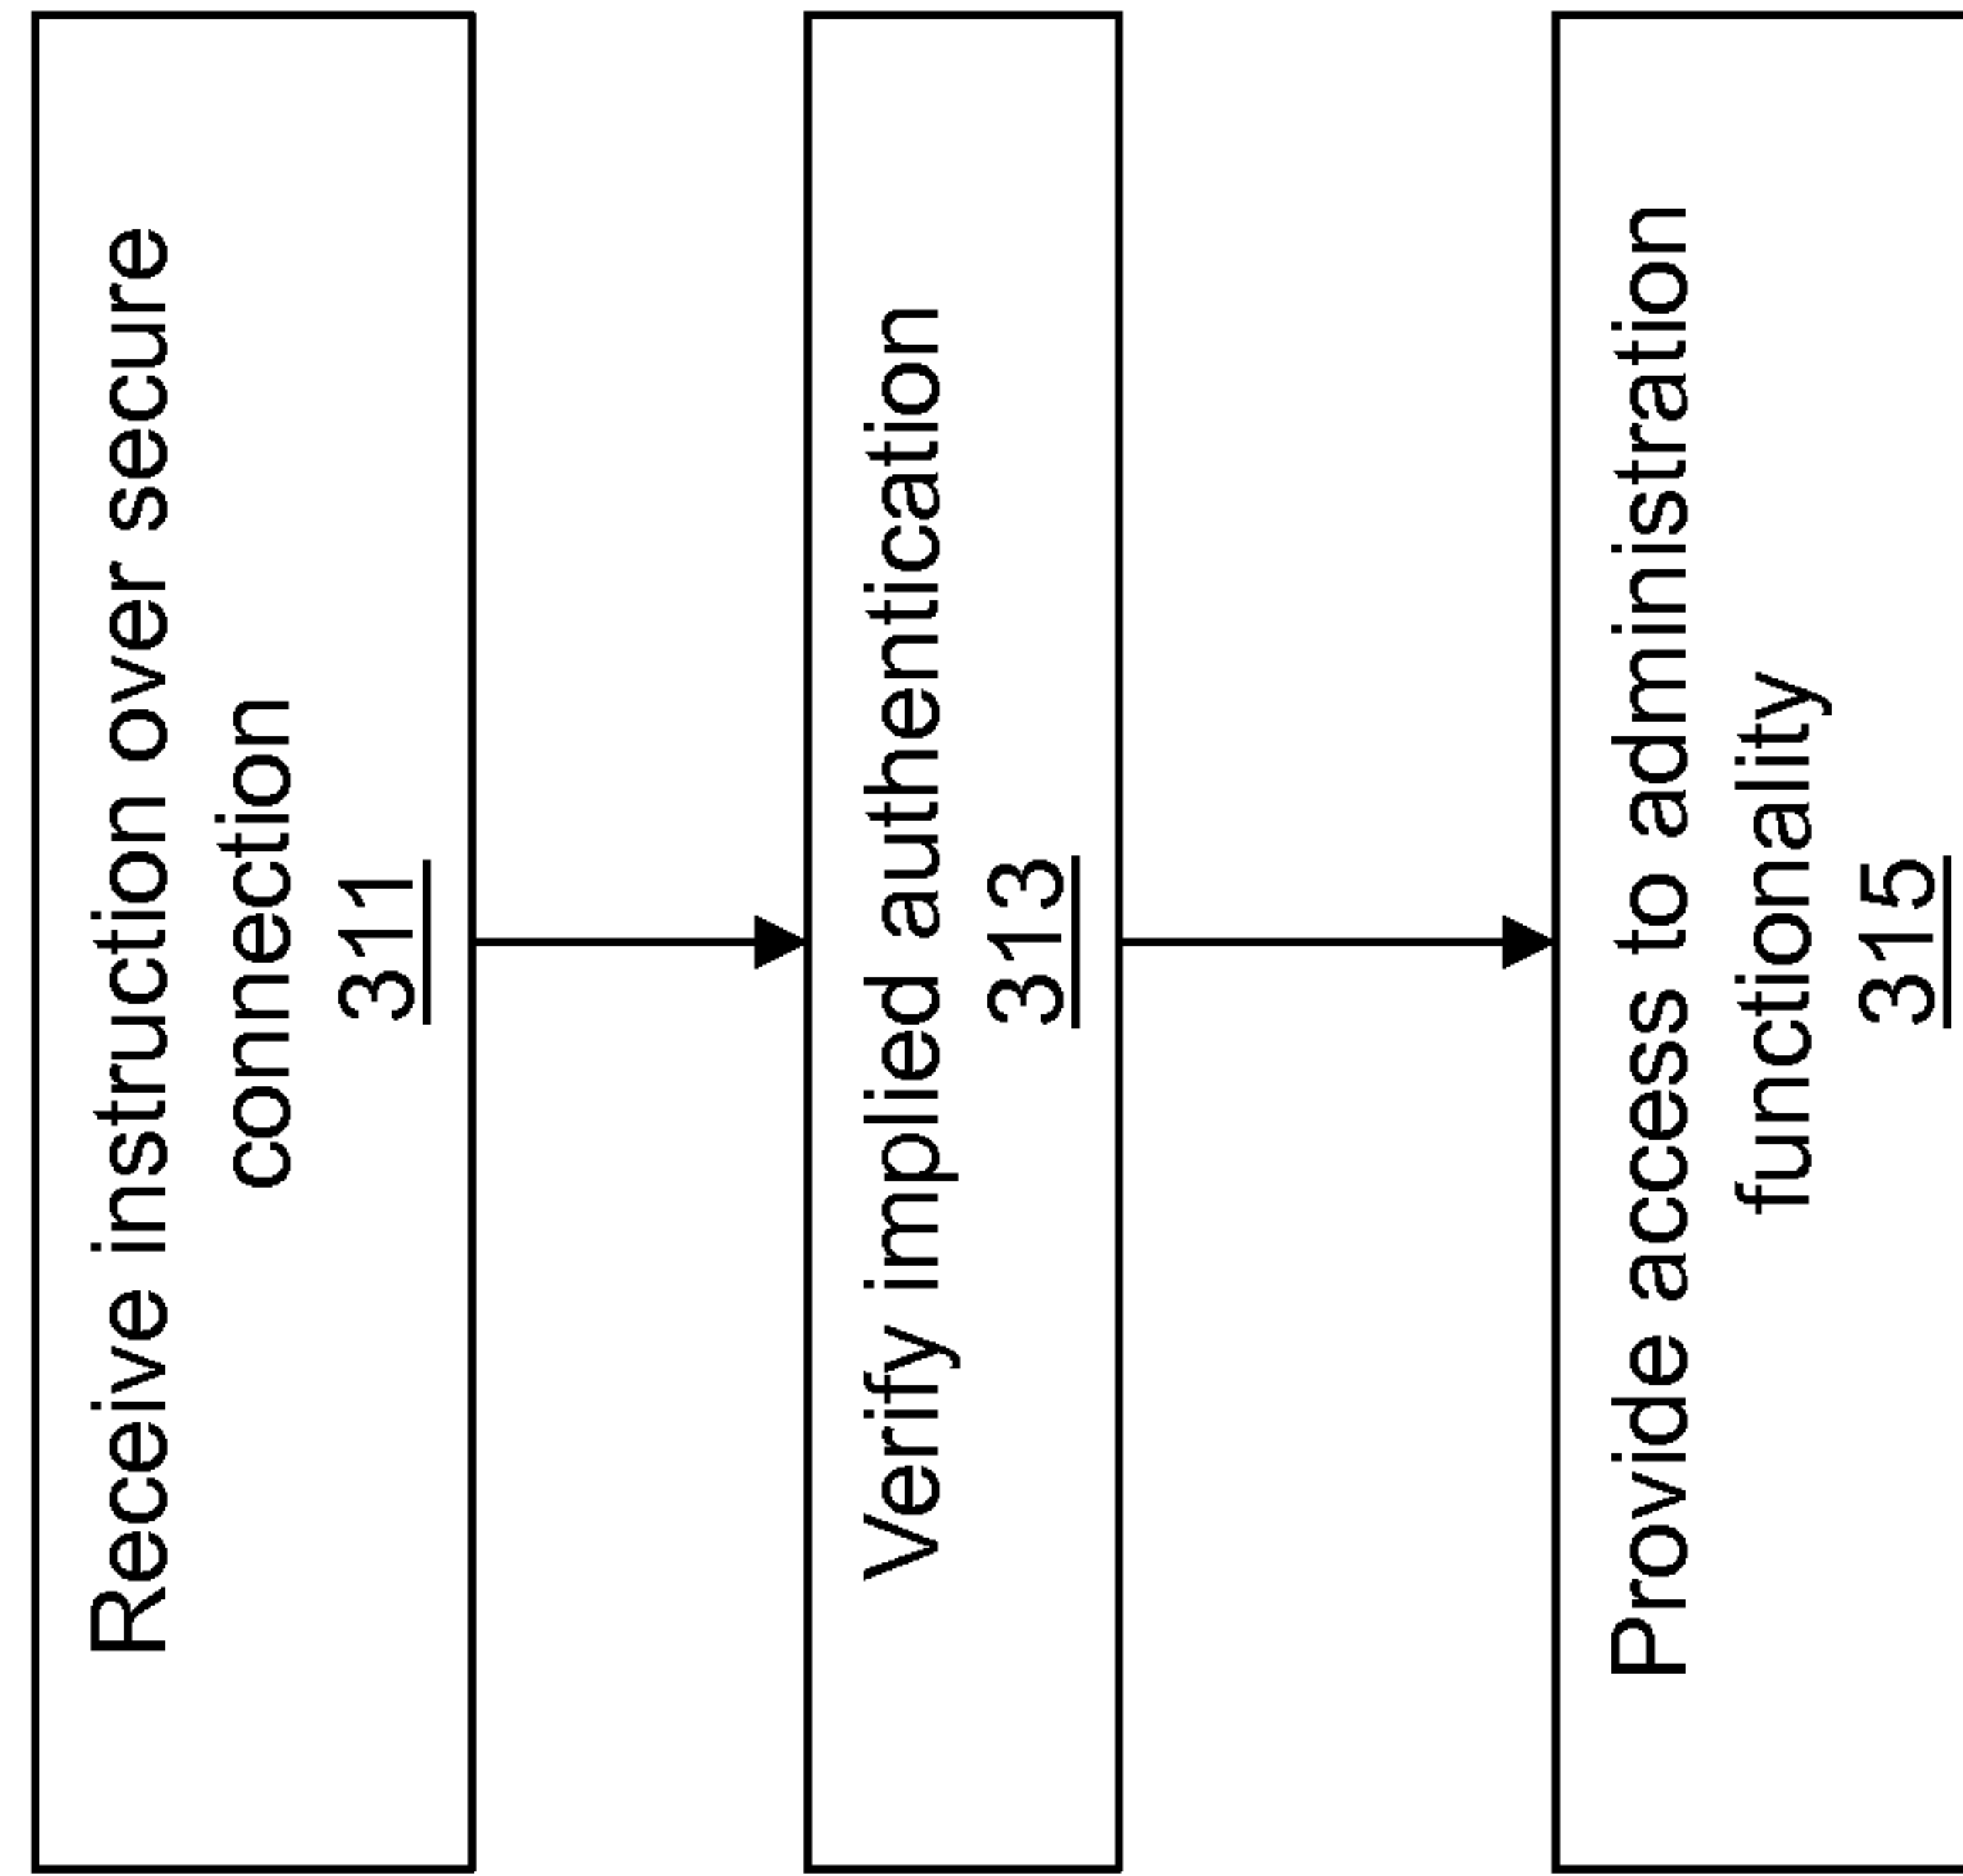 Receive instruction over secure
connection
311
Verify implied authentication
313
Provide access to administration
functionality
315